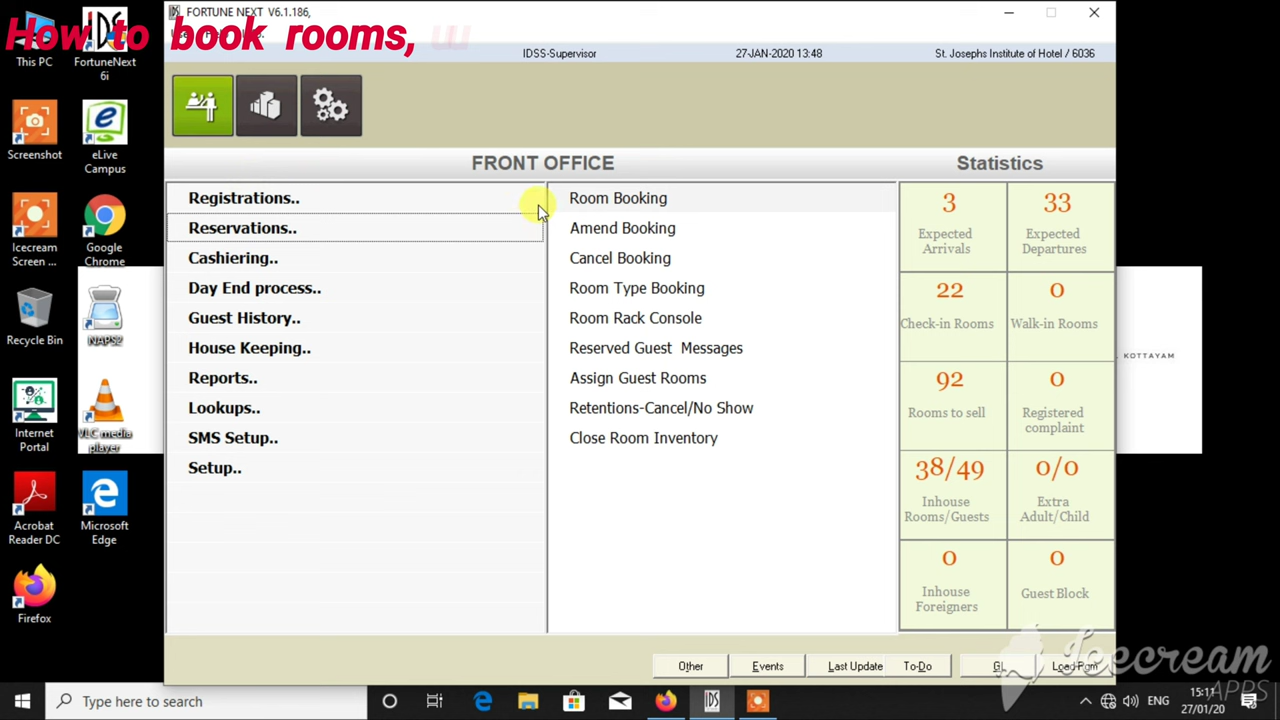 How to book rooms,
FORTUNE NEXT V6.1.186,
IDSS-Supervisor
27-JAN-2020 13:48
St. Josephs Institute of Hotel / 6036
This PC
FortuneNext
6i
Screenshot
eLive
Campus
Icecream
Screen ...
Google
Chrome
Recycle Bin
NAPS2
Internet
Portal
VLC media
player
Acrobat
Reader DC
Microsoft
Edge
Firefox
FRONT OFFICE
Statistics
Registrations..
Reservations..
Cashiering..
Day End process..
Guest History..
House Keeping..
Reports..
Lookups..
SMS Setup..
Setup..
Room Booking
Amend Booking
Cancel Booking
Room Type Booking
Room Rack Console
Reserved Guest Messages
Assign Guest Rooms
Retentions-Cancel/No Show
Close Room Inventory
3
Expected
Arrivals
33
Expected
Departures
22
Check-in Rooms
0
Walk-in Rooms
92
Rooms to sell
0
Registered
complaint
38/49
Inhouse
Rooms/Guests
0/0
Extra
Adult/Child
0
Inhouse
Foreigners
0
Guest Block
KOTTAYAM
Other
Events
Last Update
To-Do
Icecream
APPS
Type here to search
ENG
15:11
27/01/20